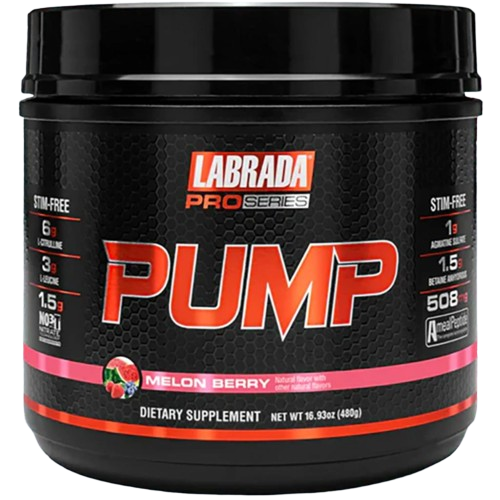 LABRADA
PRO SERIES
PUMP
STIM-FREE
6g
L-CITRULLINE
3g
L-LEUCINE
1.5g
NO3-T
NITRATE
STIM-FREE
1g
AGMATINE SULFATE
1.5g
BETAINE ANHYDROUS
508mg
AmealPeptide
MELON BERRY
Natural flavor with
other natural flavors
DIETARY SUPPLEMENT NET WT 16.93oz (480g)